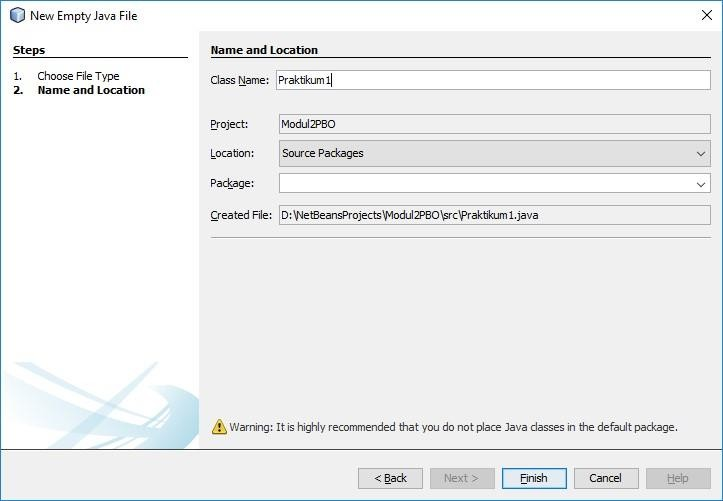 New Empty Java File
Steps
1. Choose File Type
2. Name and Location
Name and Location
Class Name: Praktikum1
Project: Modul2PBO
Location: Source Packages
Package:
Created File: D:\NetBeansProjects\Modul2PBO\src\Praktikum1.java
Warning: It is highly recommended that you do not place Java classes in the default package.
< Back Next > Finish Cancel Help